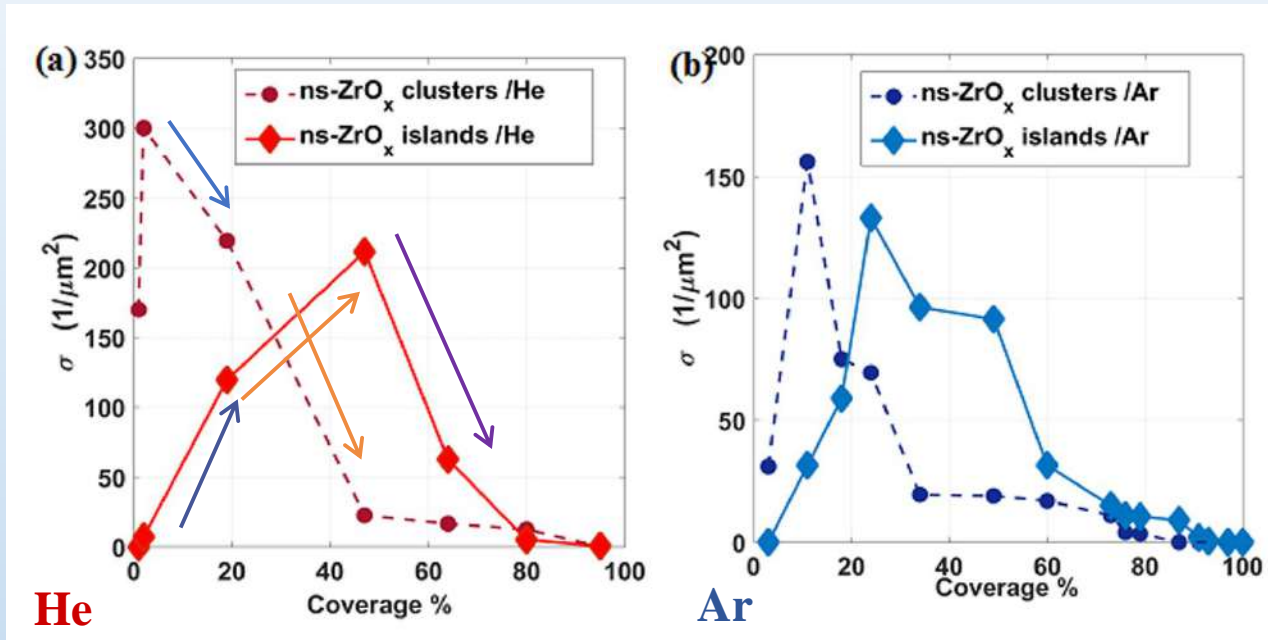 (a)
350
300
250
200
150
100
50
0
σ (1/μm²)
ns-ZrOₓ clusters /He
ns-ZrOₓ islands /He
0 20 40 60 80 100
Coverage %
He
(b)
200
150
100
50
0
σ (1/μm²)
ns-ZrOₓ clusters /Ar
ns-ZrOₓ islands /Ar
0 20 40 60 80 100
Coverage %
Ar